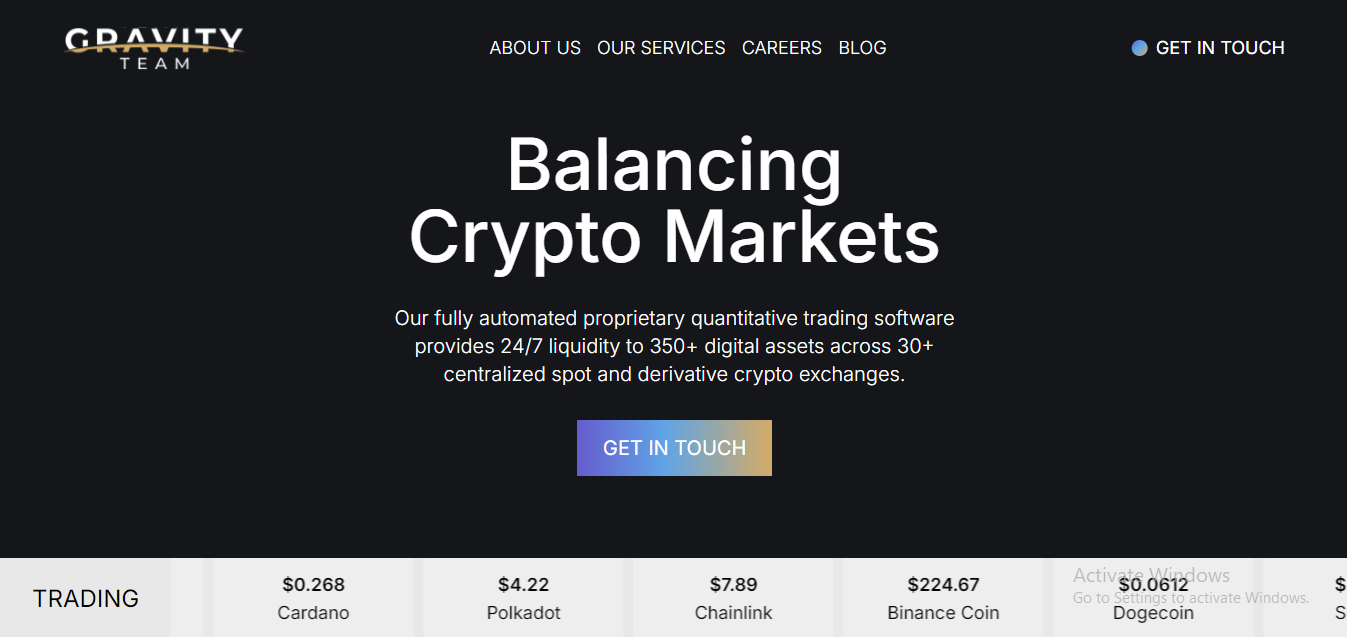 GRAVITY
TEAM
ABOUT US OUR SERVICES CAREERS BLOG
GET IN TOUCH
Balancing
Crypto Markets
Our fully automated proprietary quantitative trading software
provides 24/7 liquidity to 350+ digital assets across 30+
centralized spot and derivative crypto exchanges.
GET IN TOUCH
TRADING
$0.268
Cardano
$4.22
Polkadot
$7.89
Chainlink
$224.67
Binance Coin
$0.0612
Dogecoin
$
S
Activate Windows
Go to Settings to activate Windows.